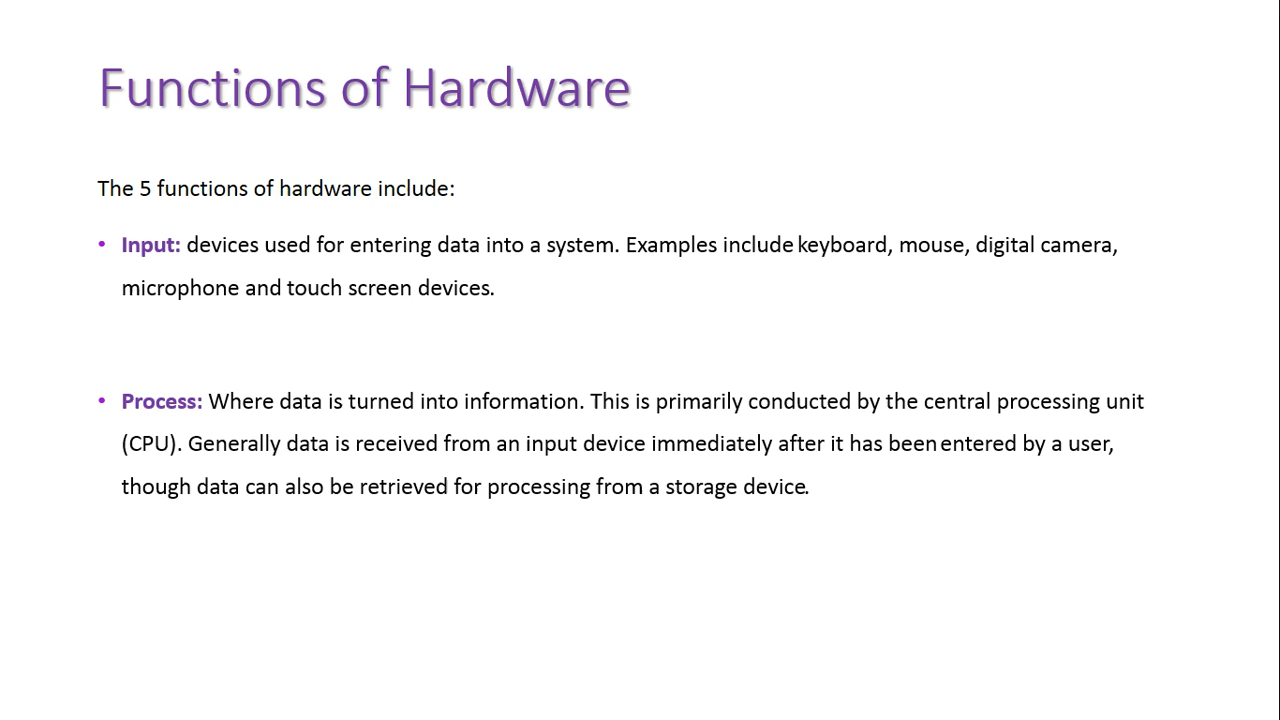 Functions of Hardware
The 5 functions of hardware include:
• Input: devices used for entering data into a system. Examples include keyboard, mouse, digital camera,
microphone and touch screen devices.
• Process: Where data is turned into information. This is primarily conducted by the central processing unit
(CPU). Generally data is received from an input device immediately after it has been entered by a user,
though data can also be retrieved for processing from a storage device.